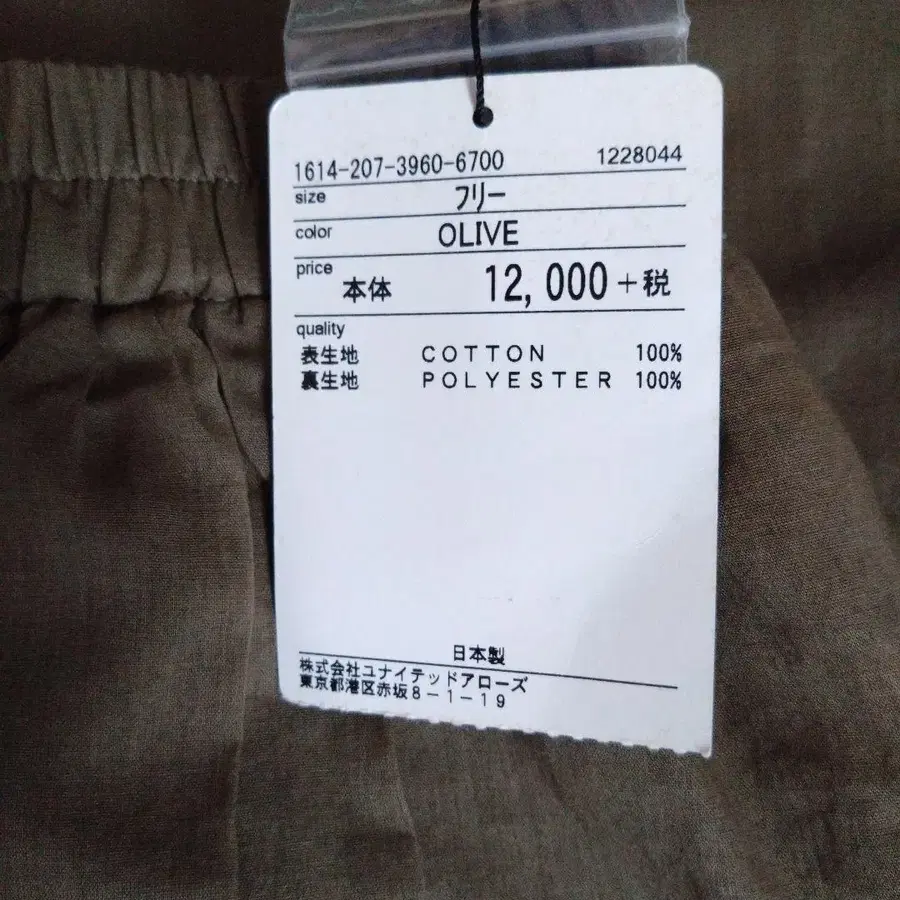 1614-207-3960-6700 1228044
size フリー
color OLIVE
price 本体 12,000+税
quality
表生地 COTTON 100%
裏生地 POLYESTER 100%
日本製
株式会社ユナイテッドアローズ
東京都港区赤坂8-1-19